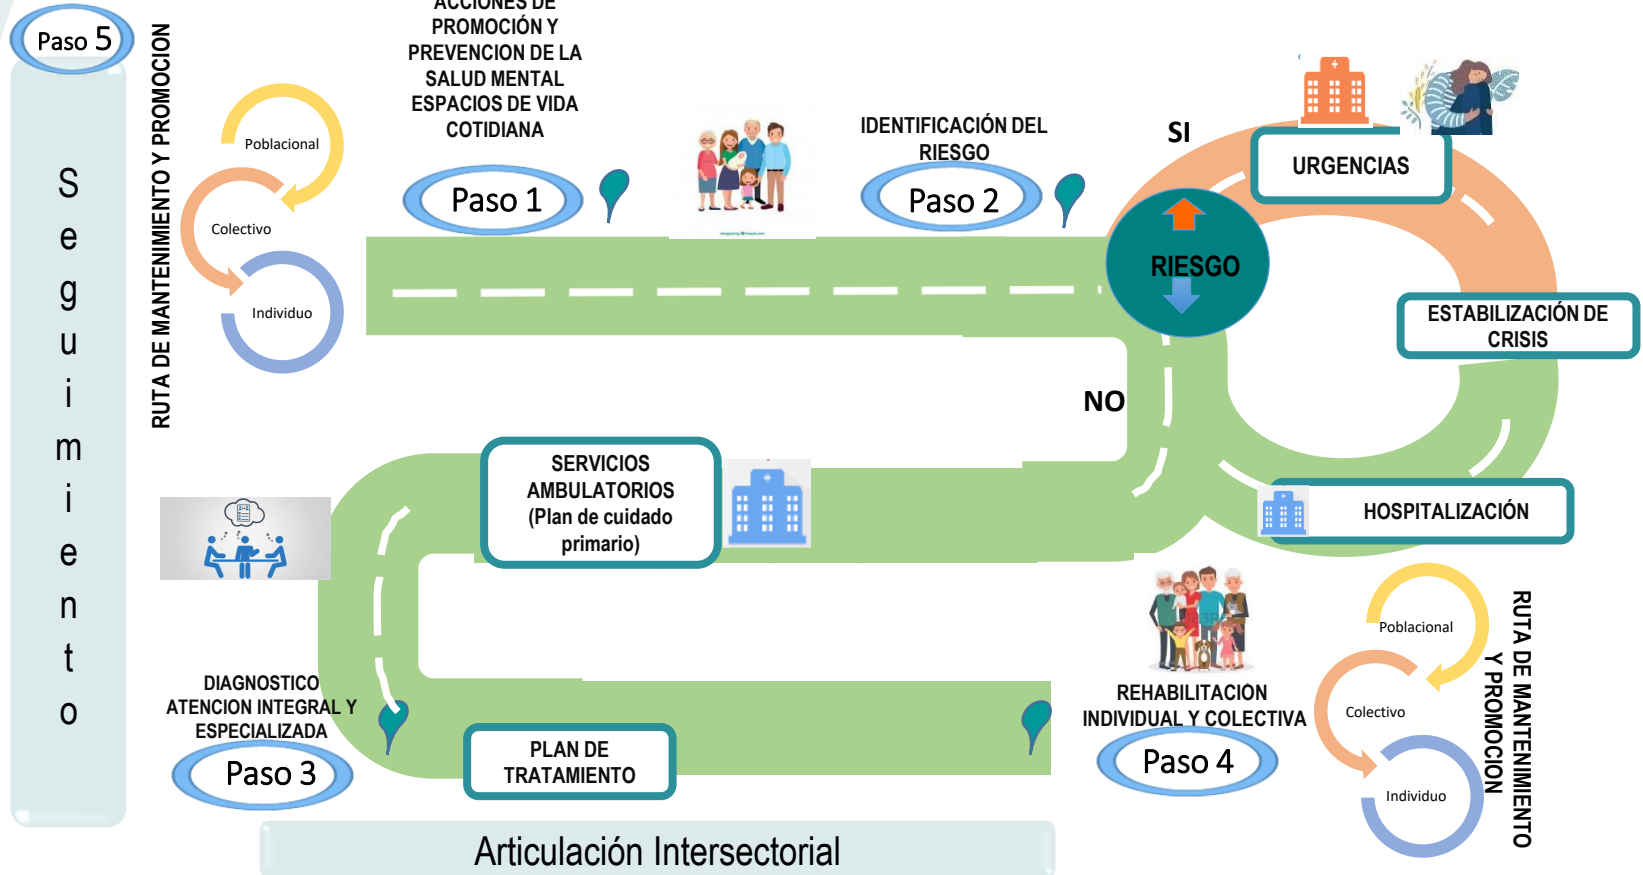 Paso 5
Seguimiento
RUTA DE MANTENIMIENTO Y PROMOCION
Poblacional
Colectivo
Individuo
ACCIONES DE
PROMOCIÓN Y
PREVENCION DE LA
SALUD MENTAL
ESPACIOS DE VIDA
COTIDIANA
Paso 1
IDENTIFICACIÓN DEL
RIESGO
Paso 2
SI
RIESGO
NO
URGENCIAS
ESTABILIZACIÓN DE
CRISIS
HOSPITALIZACIÓN
SERVICIOS
AMBULATORIOS
(Plan de cuidado
primario)
DIAGNOSTICO
ATENCION INTEGRAL Y
ESPECIALIZADA
Paso 3
PLAN DE
TRATAMIENTO
REHABILITACION
INDIVIDUAL Y COLECTIVA
Paso 4
Poblacional
Colectivo
Individuo
RUTA DE MANTENIMIENTO
Y PROMOCION
Articulación Intersectorial